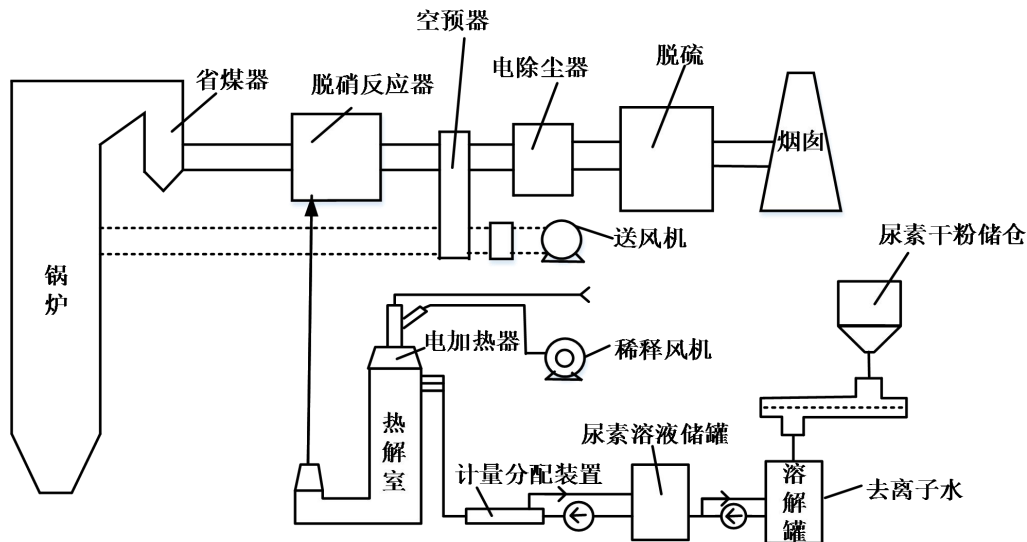 空预器
省煤器
脱硝反应器
电除尘器
脱硫
烟囱
送风机
尿素干粉储仓
锅炉
电加热器
稀释风机
热解室
尿素溶液储罐
计量分配装置
溶解罐
去离子水